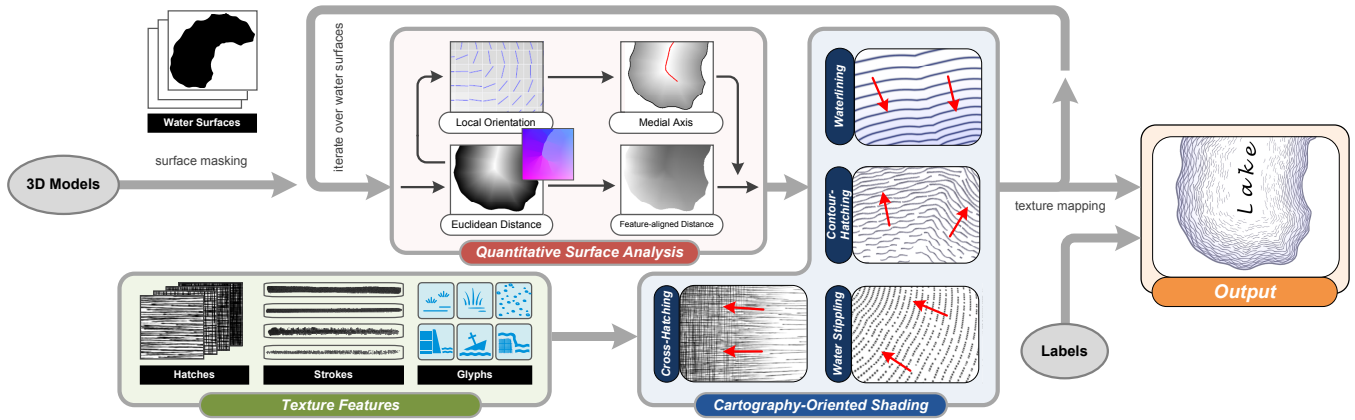 Water Surfaces
surface masking
3D Models
iterate over water surfaces
Local Orientation
Medial Axis
Euclidean Distance
Feature-aligned Distance
Quantitative Surface Analysis
Hatches
Strokes
Glyphs
Texture Features
Waterlining
Contour-
Hatching
Cross-Hatching
Water Stippling
Cartography-Oriented Shading
texture mapping
Labels
Lake
Output